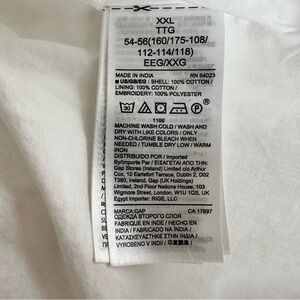 XXL
TTG
54-56(160/175-108/
112-114/118)
EEG/XXG
MADE IN INDIA RN 54023
US/GB/EG : SHELL: 100% COTTON /
LINING: 100% COTTON /
EMBROIDERY: 100% POLYESTER
30
1166
MACHINE WASH COLD / WASH AND
DRY WITH LIKE COLORS / ONLY
NON-CHLORINE BLEACH WHEN
NEEDED / TUMBLE DRY LOW / WARM
IRON
DISTRIBUIDO POR / Imported
By/Importe Par / ΕΙΣΑΓΕΤΑΙ ΑΠΟ ΤΗΝ:
Gap Stores (Ireland) Limited c/o Arthur
Cox, 10 Earlsfort Terrace, Dublin 2, D02
T380, Ireland. Gap (UK Holdings)
Limited, 2nd Floor Nations House, 103
Wigmore Street, London, W1U 1QS, UK
Egypt Importer: RIGE, LLC
MARCA:GAP CA 17897
ОДЕЖДА ВТОРОГО СЛОЯ
FABRIQUÉ EN INDE / HECHO EN
INDIA / FABRICADO NA ÍNDIA /
ΚΑΤΑΣΚΕΥΑΣΤΗΚΕ ΣΤΗΝ ΙΝΔΙΑ /
VYROBENO V INDII / 印度製造